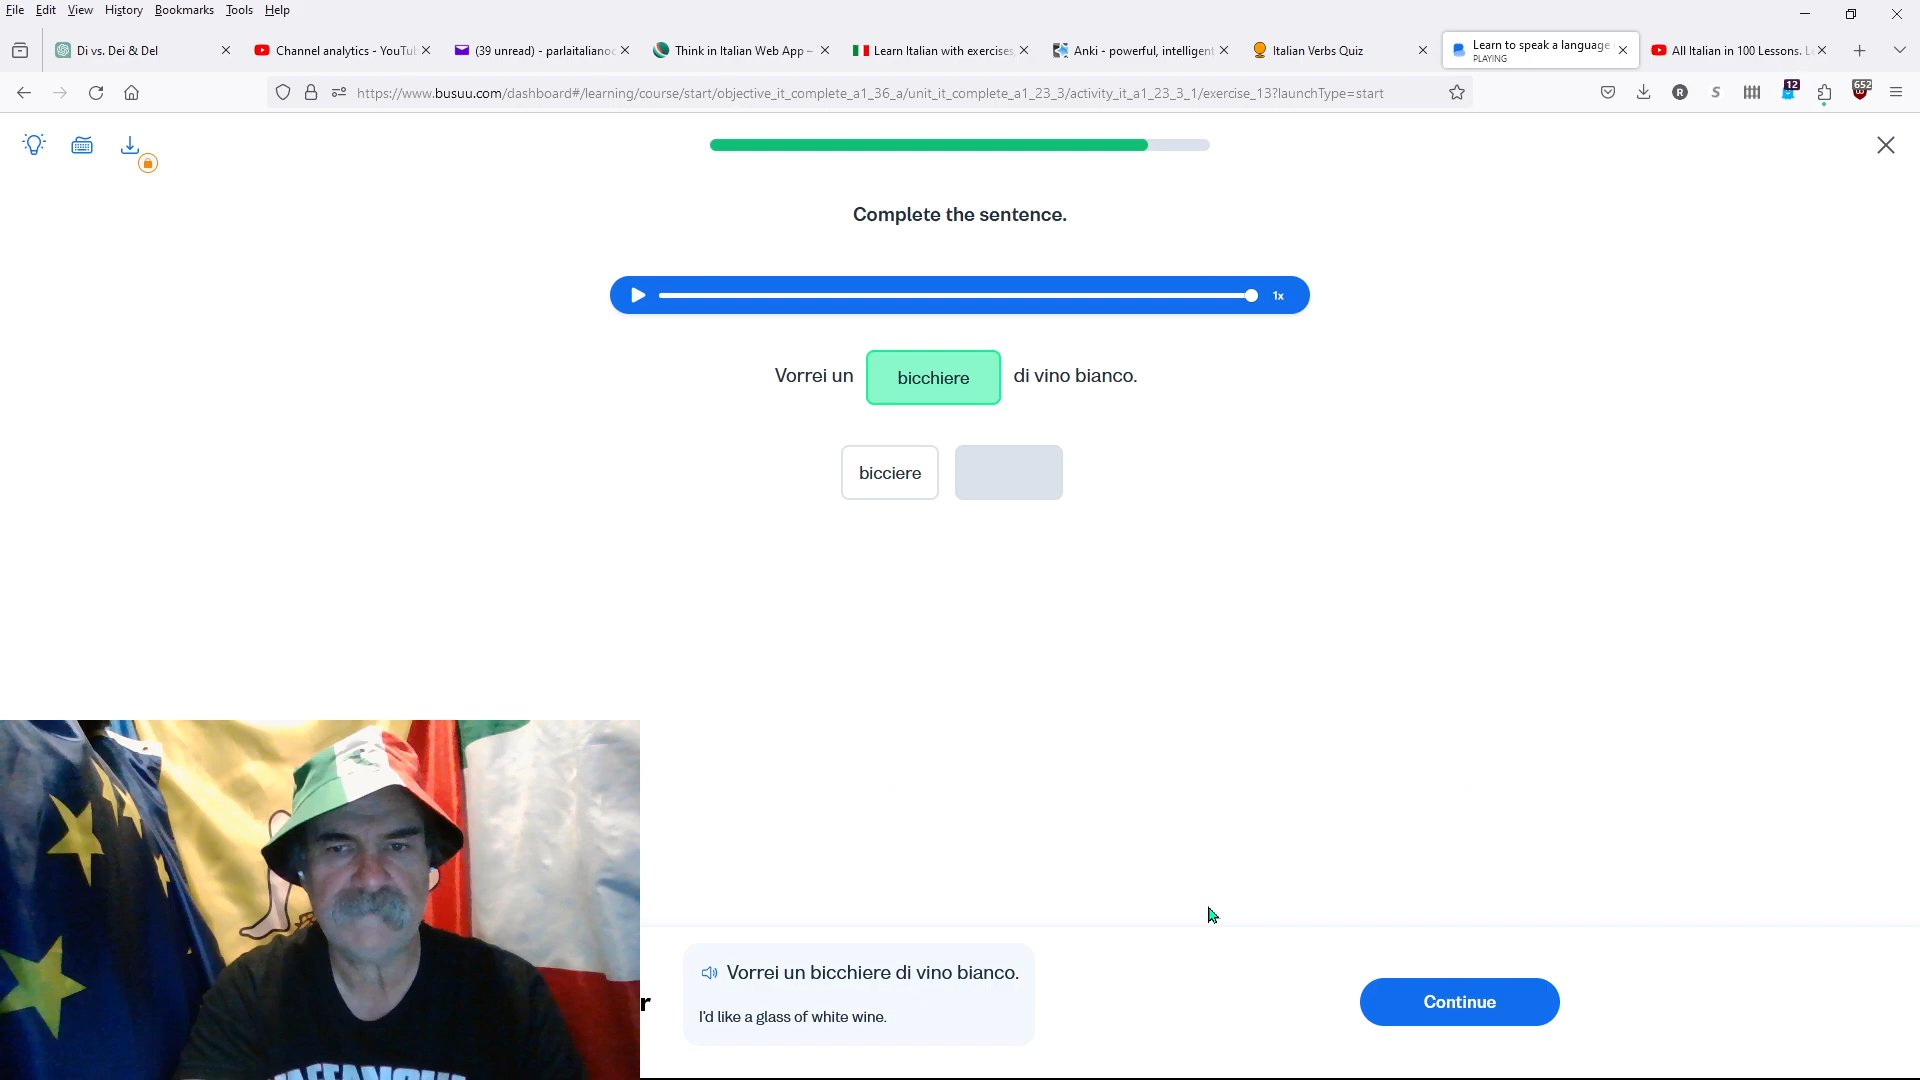 File Edit View History Bookmarks Tools Help
Di vs. Dei & Del
Channel analytics - YouTub
(39 unread) - parlaitaliano
Think in Italian Web App –
Learn Italian with exercises,
Anki - powerful, intelligent
Italian Verbs Quiz
Learn to speak a language
PLAYING
All Italian in 100 Lessons. L
https://www.busuu.com/dashboard#/learning/course/start/objective_it_complete_a1_36_a/unit_it_complete_a1_23_3/activity_it_a1_23_3_1/exercise_13?launchType=start
R
S
12
652
Complete the sentence.
1x
Vorrei un bicchiere di vino bianco.
bicciere
r
Vorrei un bicchiere di vino bianco.
I'd like a glass of white wine.
Continue